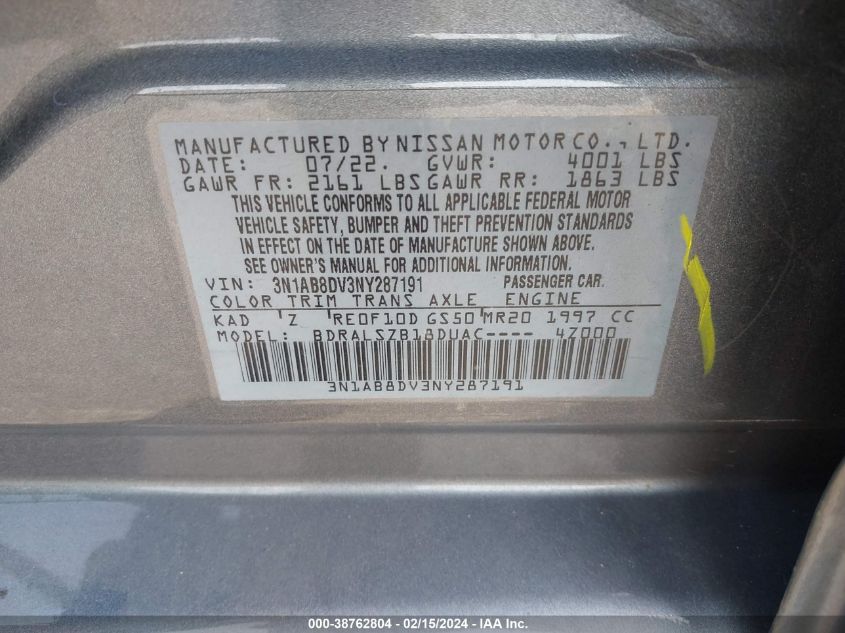 MANUFACTURED BY NISSAN MOTOR CO., LTD.
DATE: 07/22. GVWR: 4001 LBS
GAWR FR: 2161 LBS GAWR RR: 1863 LBS
THIS VEHICLE CONFORMS TO ALL APPLICABLE FEDERAL MOTOR
VEHICLE SAFETY, BUMPER AND THEFT PREVENTION STANDARDS
IN EFFECT ON THE DATE OF MANUFACTURE SHOWN ABOVE.
SEE OWNER'S MANUAL FOR ADDITIONAL INFORMATION.
VIN: 3N1AB8DV3NY287191 PASSENGER CAR.
COLOR TRIM TRANS AXLE ENGINE
KAD Z RE0F10D GS50 MR20 1997 CC
MODEL: BDRALSZB18DUAC---- 4Z000
3N1AB8DV3NY287191
000-38762804 - 02/15/2024 - IAA Inc.